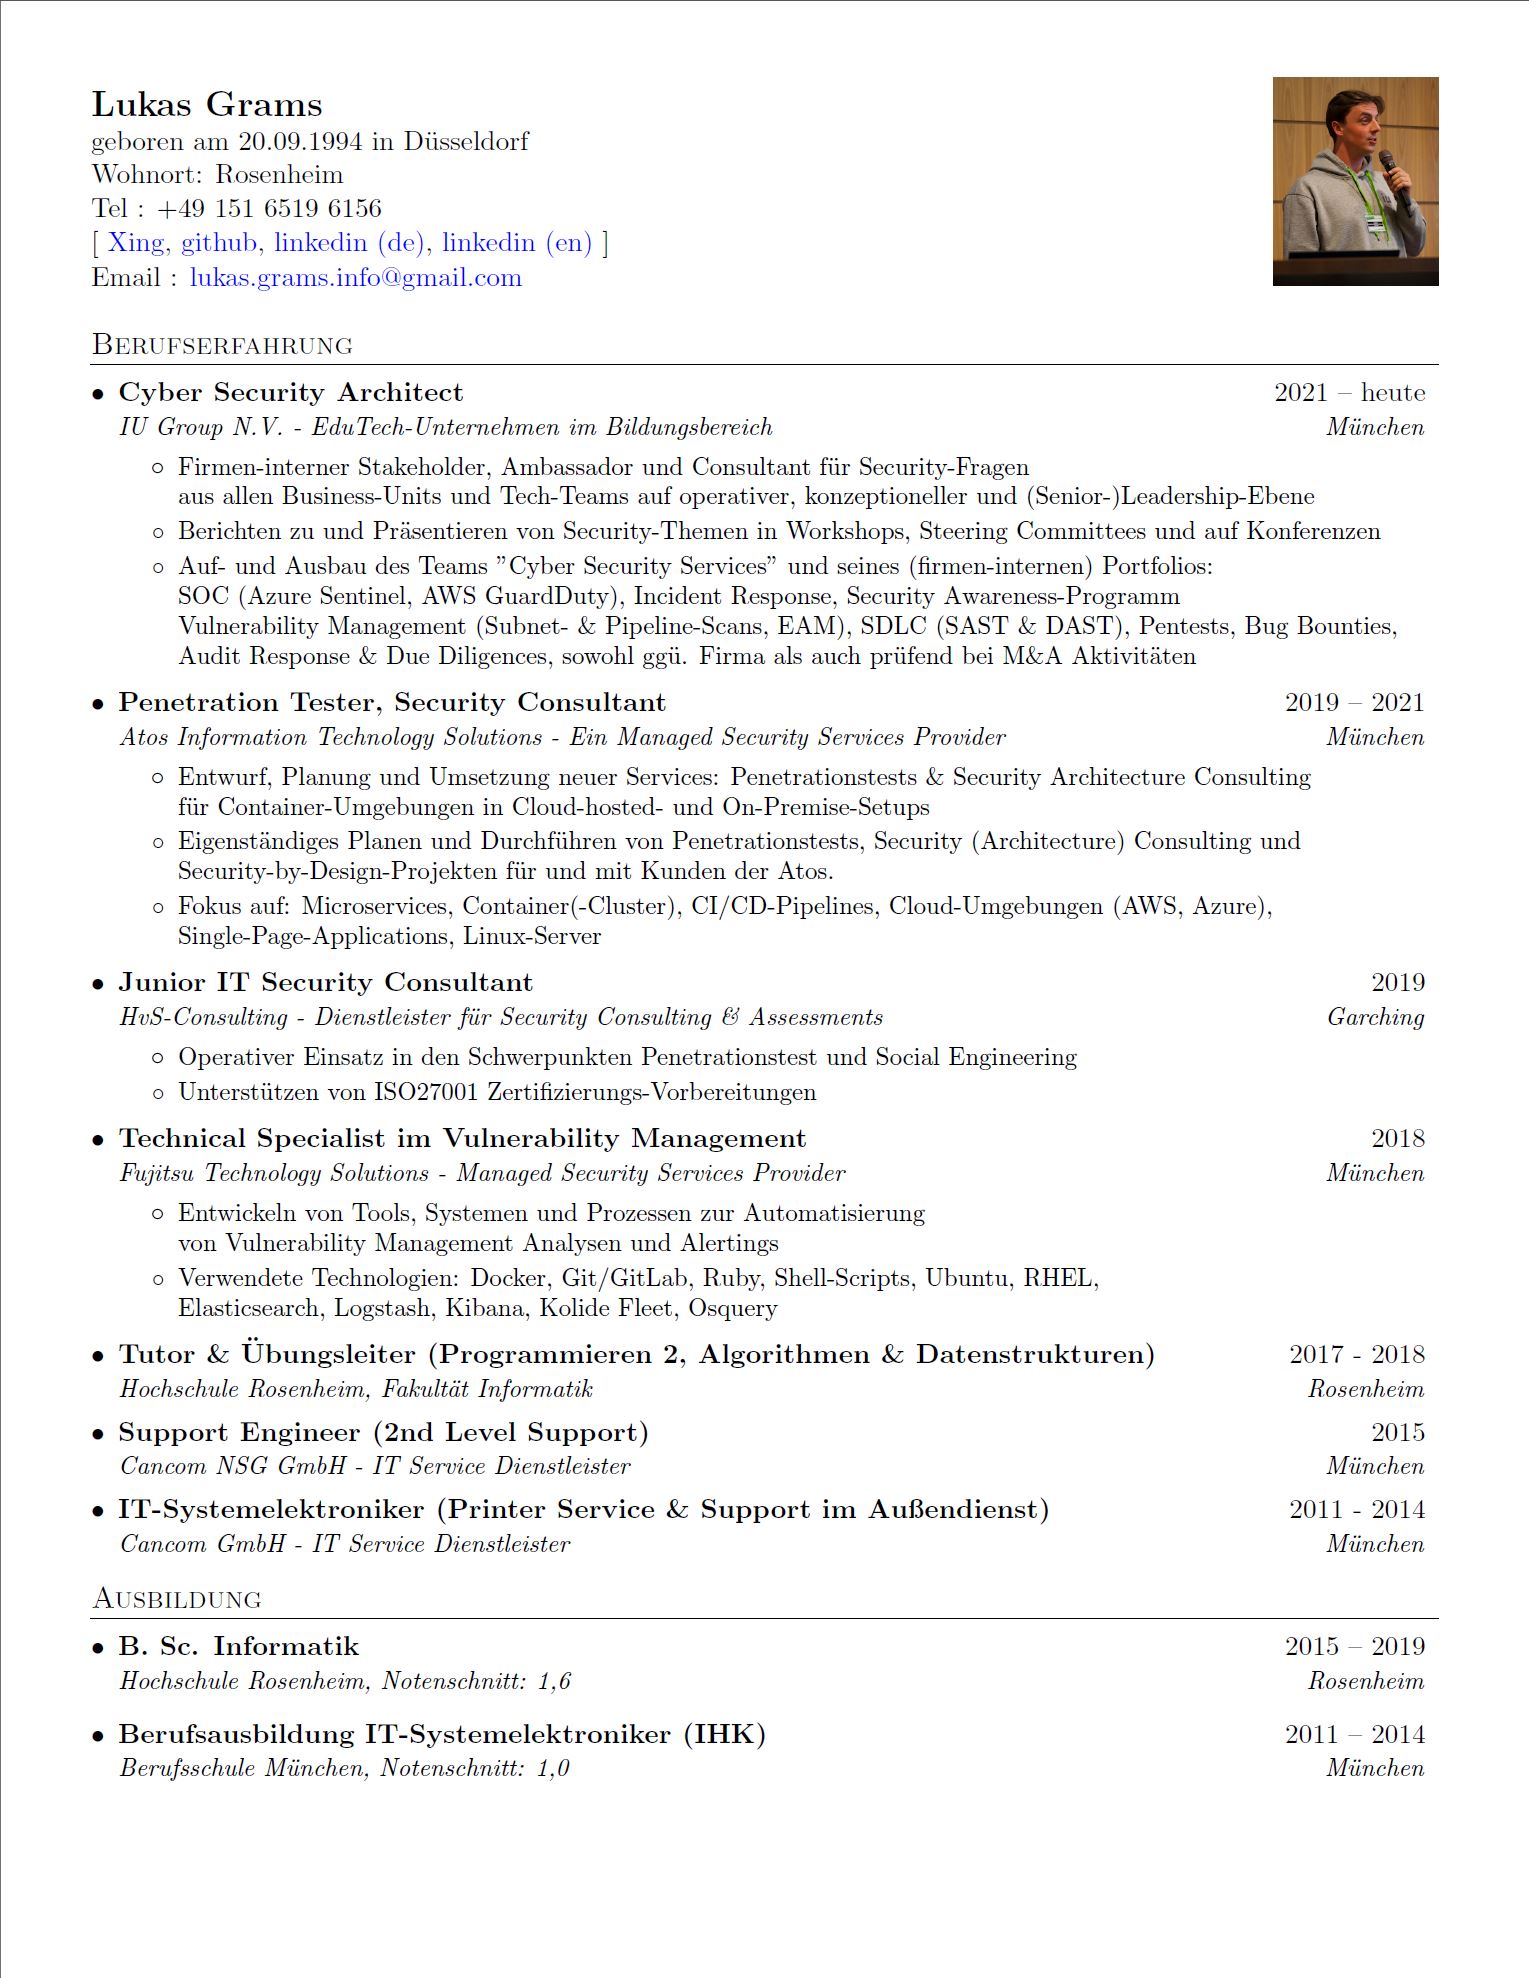 Lukas Grams
geboren am 20.09.1994 in Düsseldorf
Wohnort: Rosenheim
Tel : +49 151 6519 6156
[ Xing, github, linkedin (de), linkedin (en) ]
Email : lukas.grams.info@gmail.com
Berufserfahrung
• Cyber Security Architect 2021 – heute
IU Group N.V. - EduTech-Unternehmen im Bildungsbereich München
◦ Firmen-interner Stakeholder, Ambassador und Consultant für Security-Fragen
aus allen Business-Units und Tech-Teams auf operativer, konzeptioneller und (Senior-)Leadership-Ebene
◦ Berichten zu und Präsentieren von Security-Themen in Workshops, Steering Committees und auf Konferenzen
◦ Auf- und Ausbau des Teams ”Cyber Security Services” und seines (firmen-internen) Portfolios:
SOC (Azure Sentinel, AWS GuardDuty), Incident Response, Security Awareness-Programm
Vulnerability Management (Subnet- & Pipeline-Scans, EAM), SDLC (SAST & DAST), Pentests, Bug Bounties,
Audit Response & Due Diligences, sowohl ggü. Firma als auch prüfend bei M&A Aktivitäten
• Penetration Tester, Security Consultant 2019 – 2021
Atos Information Technology Solutions - Ein Managed Security Services Provider München
◦ Entwurf, Planung und Umsetzung neuer Services: Penetrationstests & Security Architecture Consulting
für Container-Umgebungen in Cloud-hosted- und On-Premise-Setups
◦ Eigenständiges Planen und Durchführen von Penetrationstests, Security (Architecture) Consulting und
Security-by-Design-Projekten für und mit Kunden der Atos.
◦ Fokus auf: Microservices, Container(-Cluster), CI/CD-Pipelines, Cloud-Umgebungen (AWS, Azure),
Single-Page-Applications, Linux-Server
• Junior IT Security Consultant 2019
HvS-Consulting - Dienstleister für Security Consulting & Assessments Garching
◦ Operativer Einsatz in den Schwerpunkten Penetrationstest und Social Engineering
◦ Unterstützen von ISO27001 Zertifizierungs-Vorbereitungen
• Technical Specialist im Vulnerability Management 2018
Fujitsu Technology Solutions - Managed Security Services Provider München
◦ Entwickeln von Tools, Systemen und Prozessen zur Automatisierung
von Vulnerability Management Analysen und Alertings
◦ Verwendete Technologien: Docker, Git/GitLab, Ruby, Shell-Scripts, Ubuntu, RHEL,
Elasticsearch, Logstash, Kibana, Kolide Fleet, Osquery
• Tutor & Übungsleiter (Programmieren 2, Algorithmen & Datenstrukturen) 2017 - 2018
Hochschule Rosenheim, Fakultät Informatik Rosenheim
• Support Engineer (2nd Level Support) 2015
Cancom NSG GmbH - IT Service Dienstleister München
• IT-Systemelektroniker (Printer Service & Support im Außendienst) 2011 - 2014
Cancom GmbH - IT Service Dienstleister München
Ausbildung
• B. Sc. Informatik 2015 – 2019
Hochschule Rosenheim, Notenschnitt: 1,6 Rosenheim
• Berufsausbildung IT-Systemelektroniker (IHK) 2011 – 2014
Berufsschule München, Notenschnitt: 1,0 München